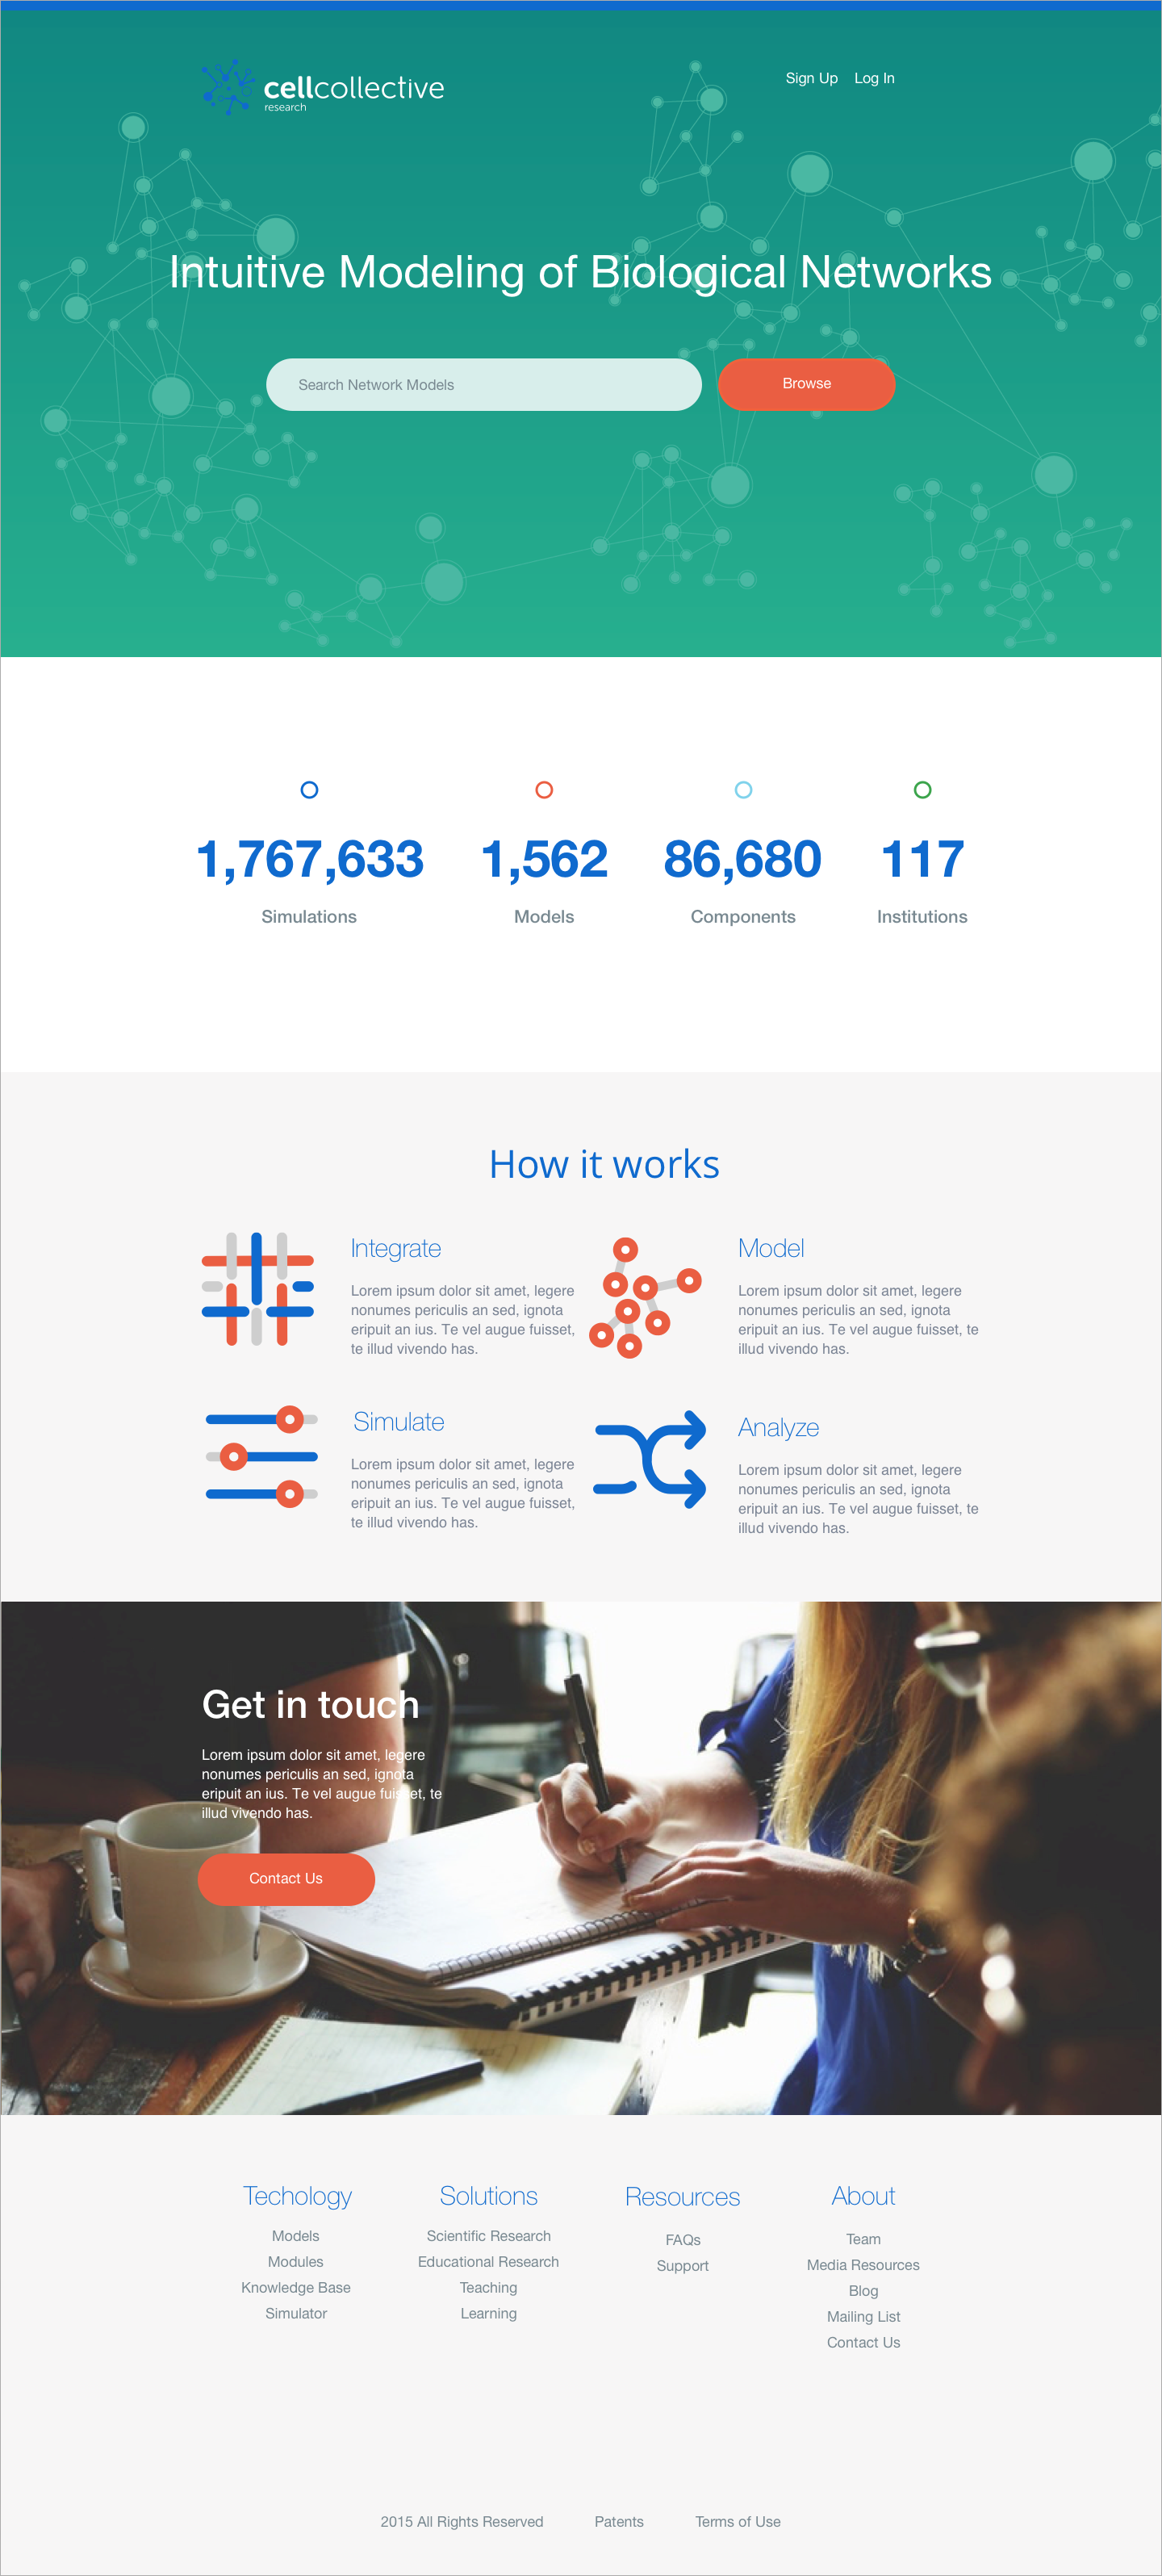 cellcollective
research
Sign Up Log In
Intuitive Modeling of Biological Networks
Search Network Models
Browse
1,767,633
Simulations
1,562
Models
86,680
Components
117
Institutions
How it works
Integrate
Lorem ipsum dolor sit amet, legere
nonumes periculis an sed, ignota
eripuit an ius. Te vel augue fuisset,
te illud vivendo has.
Model
Lorem ipsum dolor sit amet, legere
nonumes periculis an sed, ignota
eripuit an ius. Te vel augue fuisset, te
illud vivendo has.
Simulate
Lorem ipsum dolor sit amet, legere
nonumes periculis an sed, ignota
eripuit an ius. Te vel augue fuisset,
te illud vivendo has.
Analyze
Lorem ipsum dolor sit amet, legere
nonumes periculis an sed, ignota
eripuit an ius. Te vel augue fuisset, te
illud vivendo has.
Get in touch
Lorem ipsum dolor sit amet, legere
nonumes periculis an sed, ignota
eripuit an ius. Te vel augue fuisset, te
illud vivendo has.
Contact Us
Techology
Models
Modules
Knowledge Base
Simulator
Solutions
Scientific Research
Educational Research
Teaching
Learning
Resources
FAQs
Support
About
Team
Media Resources
Blog
Mailing List
Contact Us
2015 All Rights Reserved Patents Terms of Use